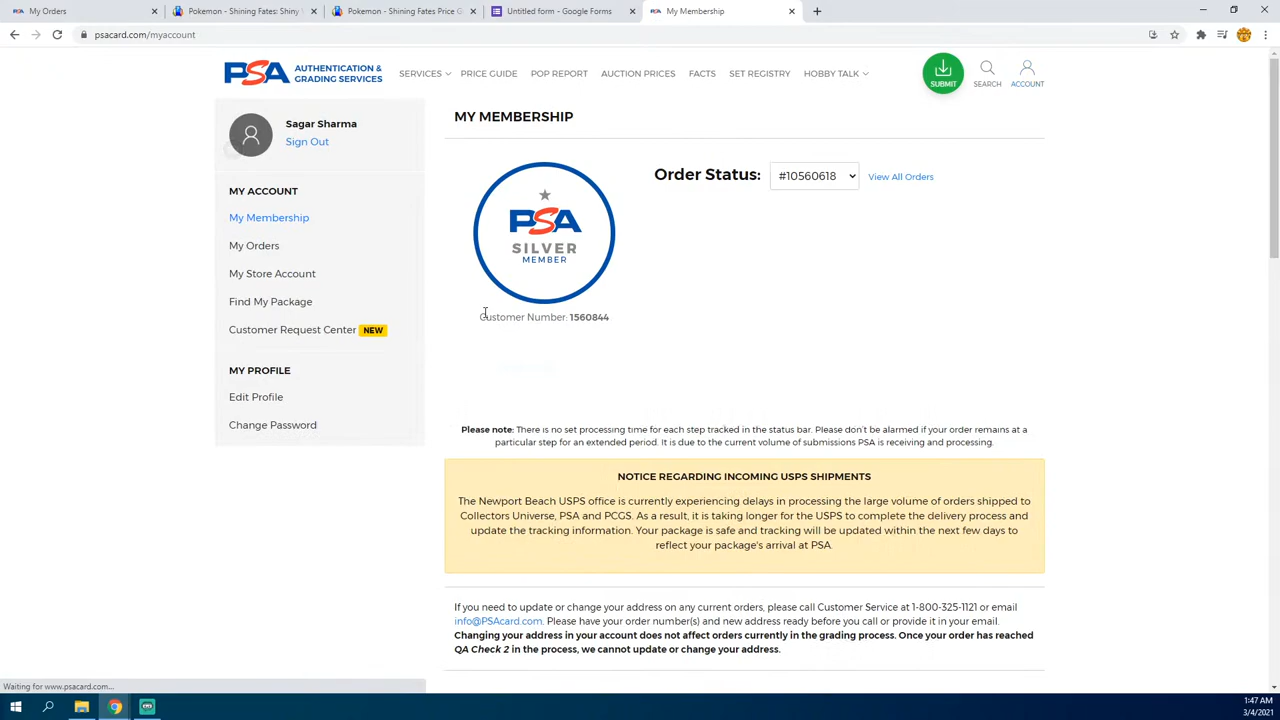 My Orders
Pokemon - Shining Fates: Shiny
Pokemon - Shining Fates Price G
Untitled form - Google Forms
My Membership
psacard.com/myaccount
PSA AUTHENTICATION & GRADING SERVICES
SERVICES PRICE GUIDE POP REPORT AUCTION PRICES FACTS SET REGISTRY HOBBY TALK
SUBMIT SEARCH ACCOUNT
Sagar Sharma
Sign Out
MY ACCOUNT
My Membership
My Orders
My Store Account
Find My Package
Customer Request Center NEW
MY PROFILE
Edit Profile
Change Password
MY MEMBERSHIP
PSA
SILVER
MEMBER
Customer Number: 1560844
Order Status: #10560618 View All Orders
Please note: There is no set processing time for each step tracked in the status bar. Please don't be alarmed if your order remains at a
particular step for an extended period. It is due to the current volume of submissions PSA is receiving and processing.
NOTICE REGARDING INCOMING USPS SHIPMENTS
The Newport Beach USPS office is currently experiencing delays in processing the large volume of orders shipped to
Collectors Universe, PSA and PCGS. As a result, it is taking longer for the USPS to complete the delivery process and
update the tracking information. Your package is safe and tracking will be updated within the next few days to
reflect your package's arrival at PSA.
If you need to update or change your address on any current orders, please call Customer Service at 1-800-325-1121 or email
info@PSAcard.com. Please have your order number(s) and new address ready before you call or provide it in your email.
Changing your address in your account does not affect orders currently in the grading process. Once your order has reached
QA Check 2 in the process, we cannot update or change your address.
Waiting for www.psacard.com...
1:47 AM
3/4/2021